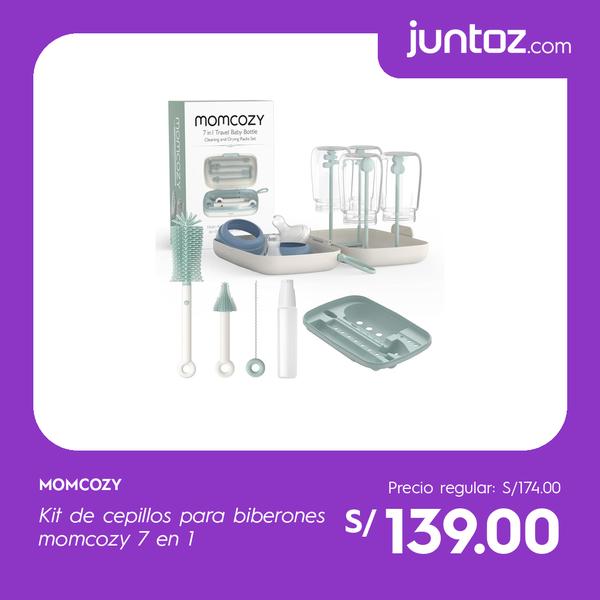 juntoz.com
momcozy
momcozy
7 in 1 Travel Baby Bottle
Cleaning and Drying Racks Set
MOMCOZY
Kit de cepillos para biberones
momcozy 7 en 1
Precio regular: S/174.00
S/ 139.00